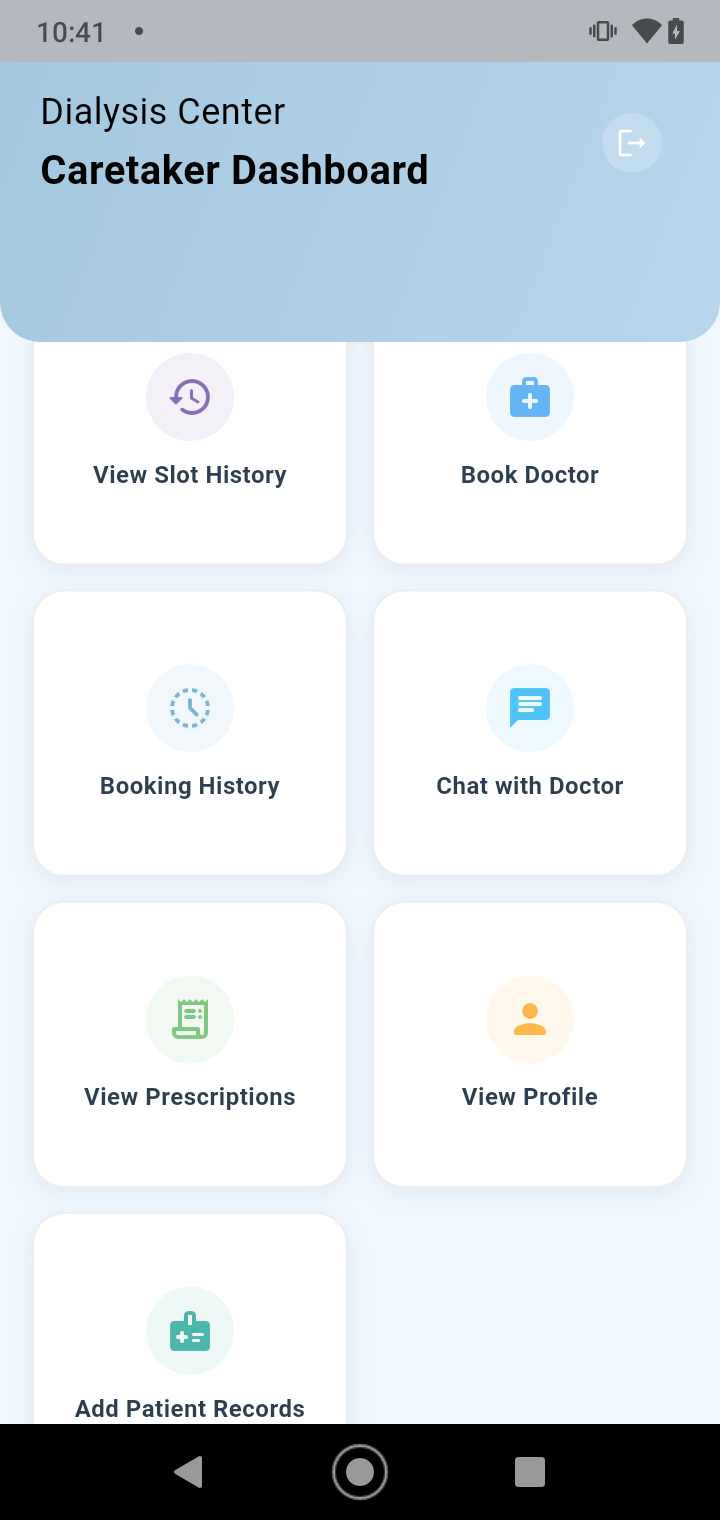 10:41
Dialysis Center
Caretaker Dashboard
View Slot History
Book Doctor
Booking History
Chat with Doctor
View Prescriptions
View Profile
Add Patient Records